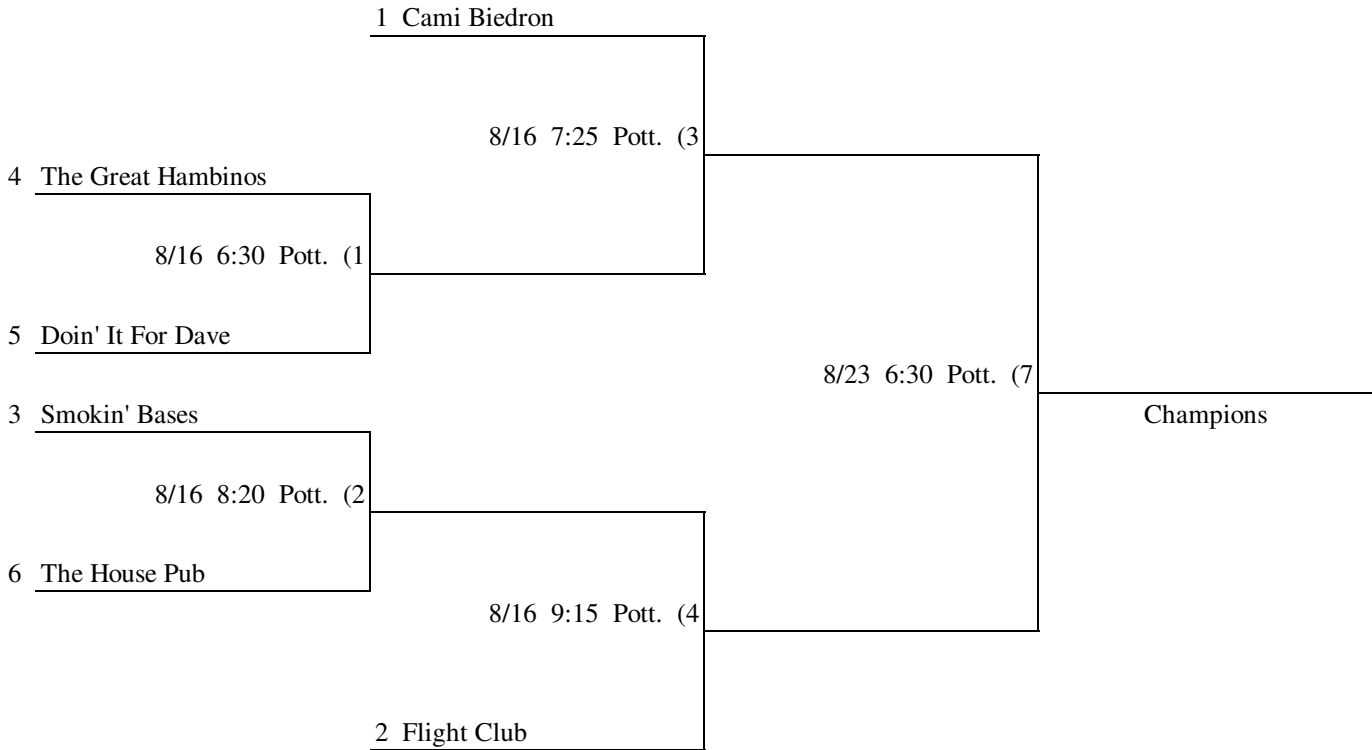 1 Cami Biedron
8/16 7:25 Pott. (3
4 The Great Hambinos
8/16 6:30 Pott. (1
5 Doin' It For Dave
8/23 6:30 Pott. (7
3 Smokin' Bases
Champions
8/16 8:20 Pott. (2
6 The House Pub
8/16 9:15 Pott. (4
2 Flight Club